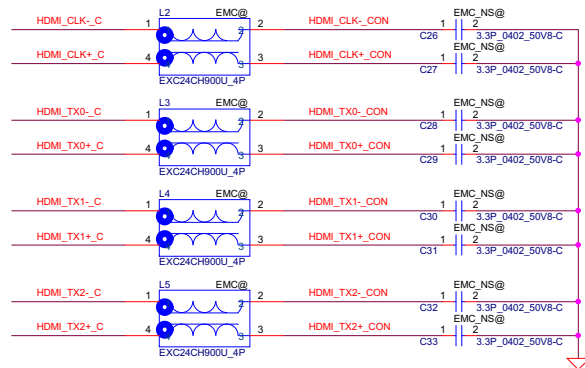 L2 EMC@ EMC_NS@
HDMI_CLK-_C 1 2 HDMI_CLK-_CON 1 2
C26 3.3P_0402_50V8-C
EMC_NS@
HDMI_CLK+_C 4 3 3 HDMI_CLK+_CON 1 2
C27 3.3P_0402_50V8-C
EXC24CH900U_4P
L3 EMC@ EMC_NS@
HDMI_TX0-_C 1 2 HDMI_TX0-_CON 1 2
C28 3.3P_0402_50V8-C
EMC_NS@
HDMI_TX0+_C 4 3 3 HDMI_TX0+_CON 1 2
C29 3.3P_0402_50V8-C
EXC24CH900U_4P
L4 EMC@ EMC_NS@
HDMI_TX1-_C 1 2 HDMI_TX1-_CON 1 2
C30 3.3P_0402_50V8-C
EMC_NS@
HDMI_TX1+_C 4 3 3 HDMI_TX1+_CON 1 2
C31 3.3P_0402_50V8-C
EXC24CH900U_4P
L5 EMC@ EMC_NS@
HDMI_TX2-_C 1 2 HDMI_TX2-_CON 1 2
C32 3.3P_0402_50V8-C
EMC_NS@
HDMI_TX2+_C 4 3 3 HDMI_TX2+_CON 1 2
C33 3.3P_0402_50V8-C
EXC24CH900U_4P